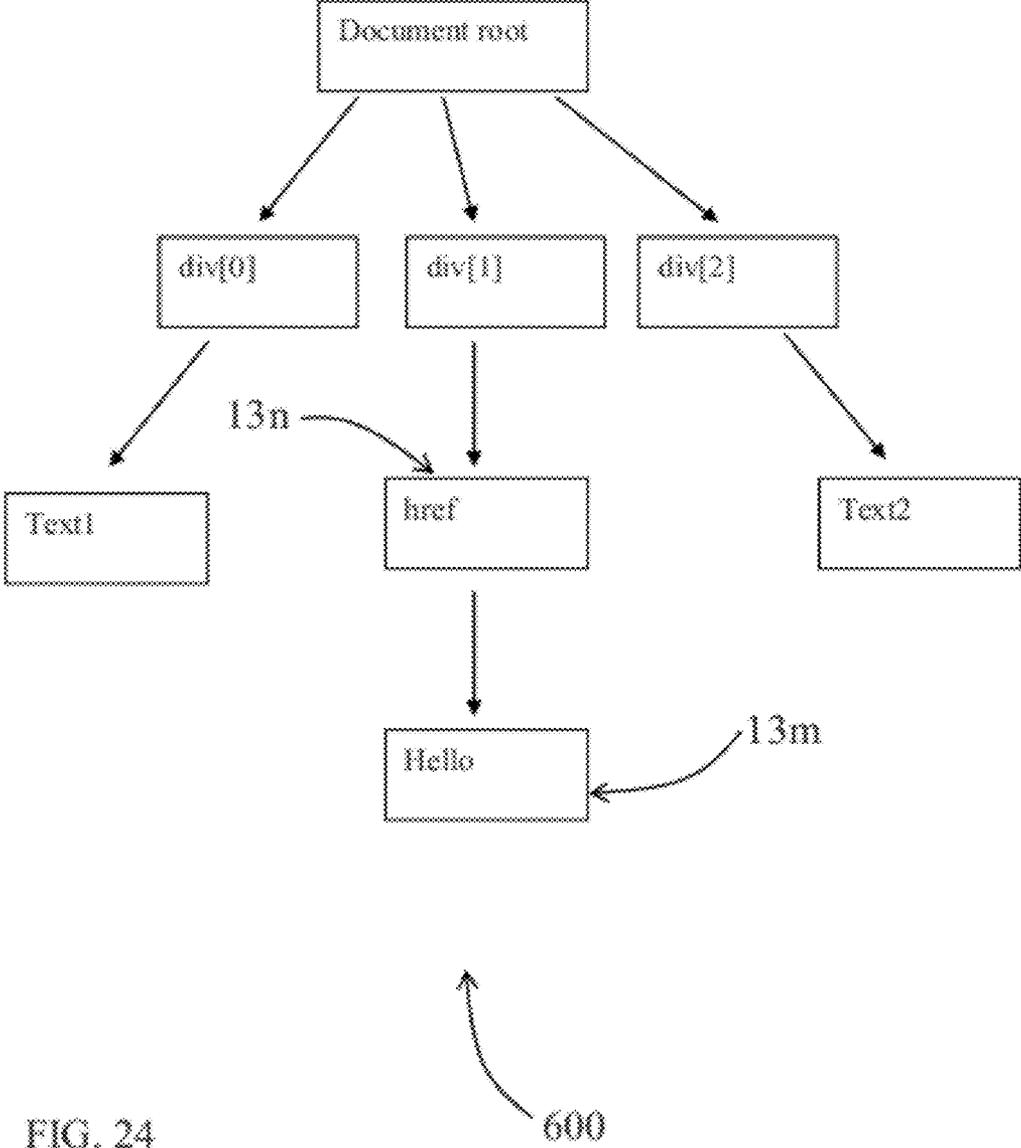 Document root
div[0]
div[1]
div[2]
13n
Text1
href
Text2
Hello
13m
600
FIG. 24